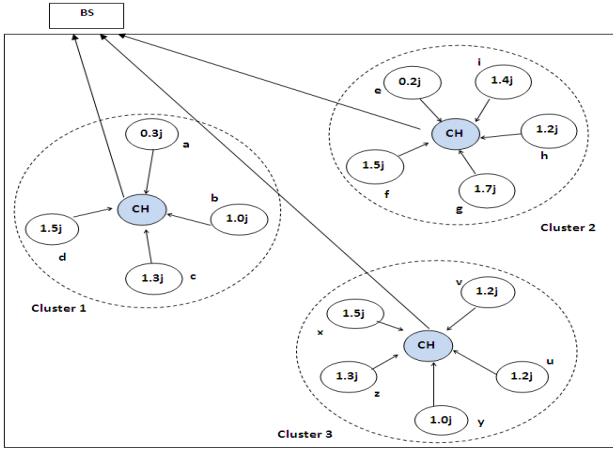 BS
i
e
0.2j
1.4j
0.3j
a
CH
1.2j
h
1.5j
f
1.7j
g
b
CH
1.0j
1.5j
d
Cluster 2
1.3j
c
Cluster 1
v
1.2j
1.5j
x
CH
u
1.3j
1.2j
z
1.0j
y
Cluster 3